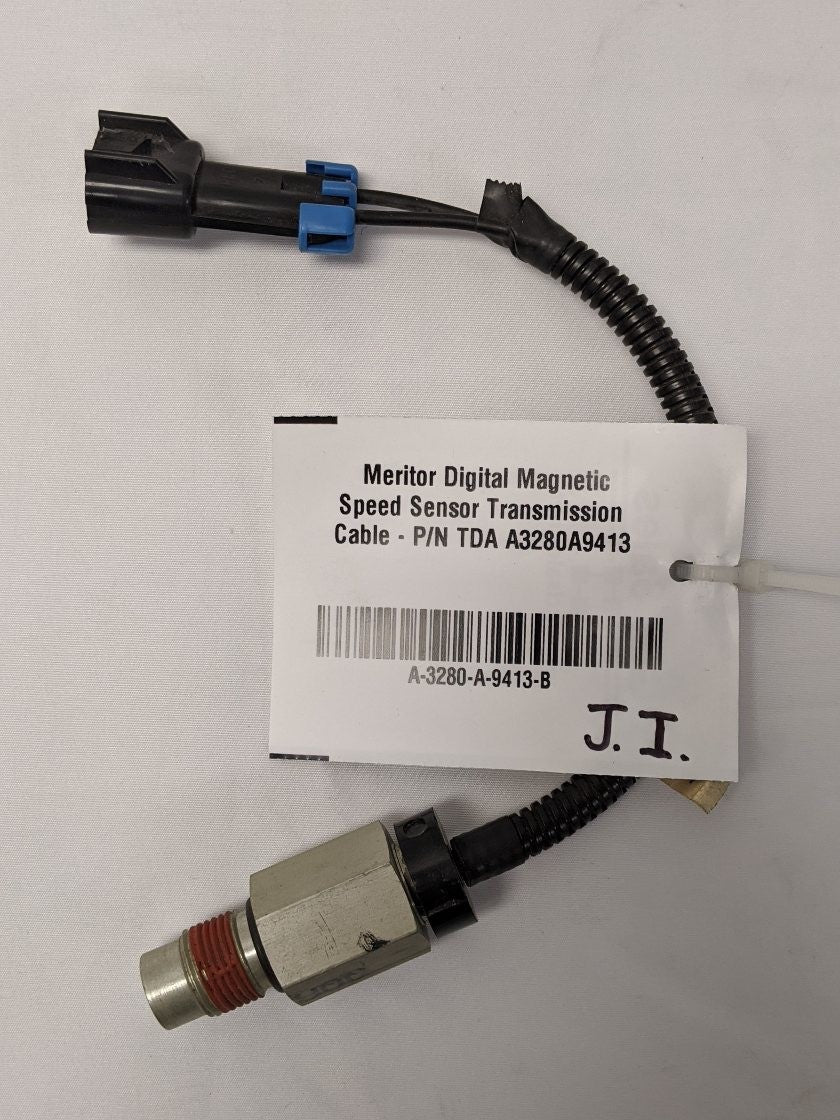 Meritor Digital Magnetic
Speed Sensor Transmission
Cable - P/N TDA A3280A9413
A-3280-A-9413-B
J.I.